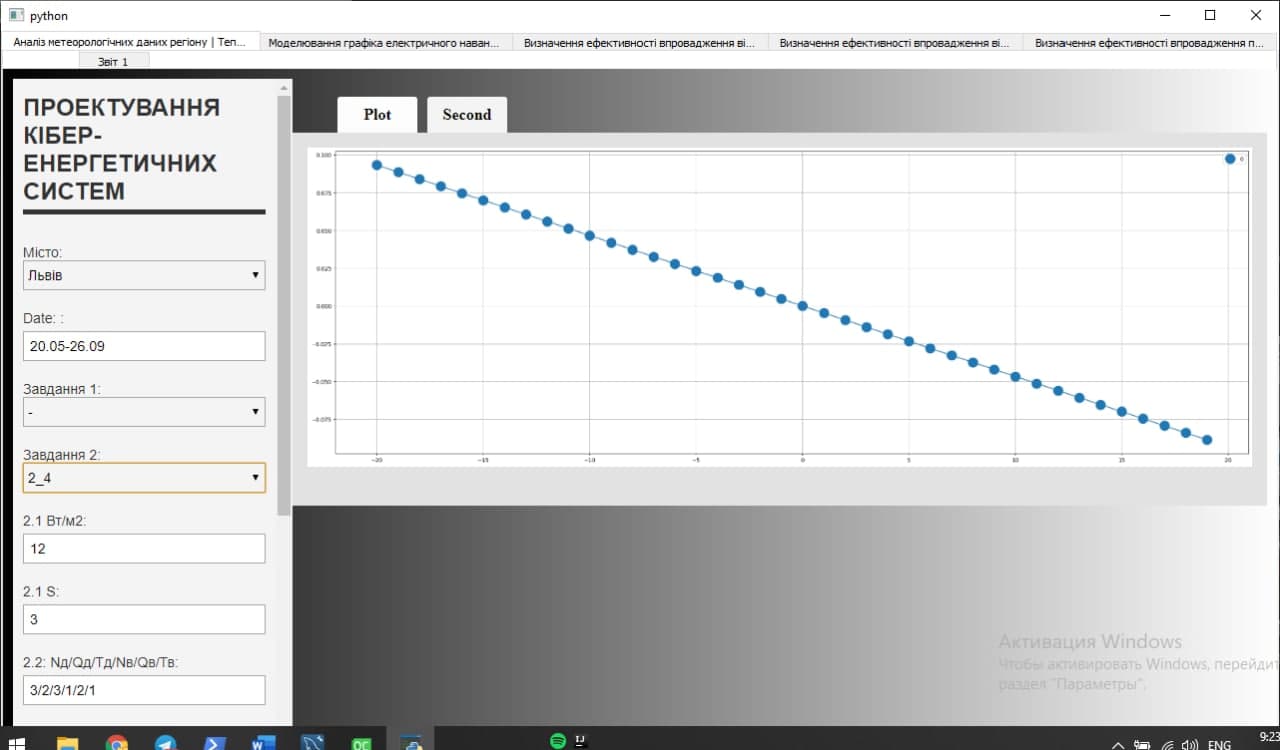 python
Аналіз метеорологічних даних регіону | Теп...
Моделювання графіка електричного наван...
Визначення ефективності впровадження ві...
Визначення ефективності впровадження ві...
Визначення ефективності впровадження п...
Звіт 1
ПРОЕКТУВАННЯ
КІБЕР-
ЕНЕРГЕТИЧНИХ
СИСТЕМ
Місто:
Львів
Date: :
20.05-26.09
Завдання 1:
-
Завдання 2:
2_4
2.1 Вт/м2:
12
2.1 S:
3
2.2: Nд/Qд/Tд/Nв/Qв/Tв:
3/2/3/1/2/1
Plot
Second
0
0.100
0.075
0.050
0.025
0.000
-0.025
-0.050
-0.075
-20
-15
-10
-5
0
5
10
15
20
Активация Windows
Чтобы активировать Windows, перейдит
раздел "Параметры".
QC
IJ
ENG
9:23